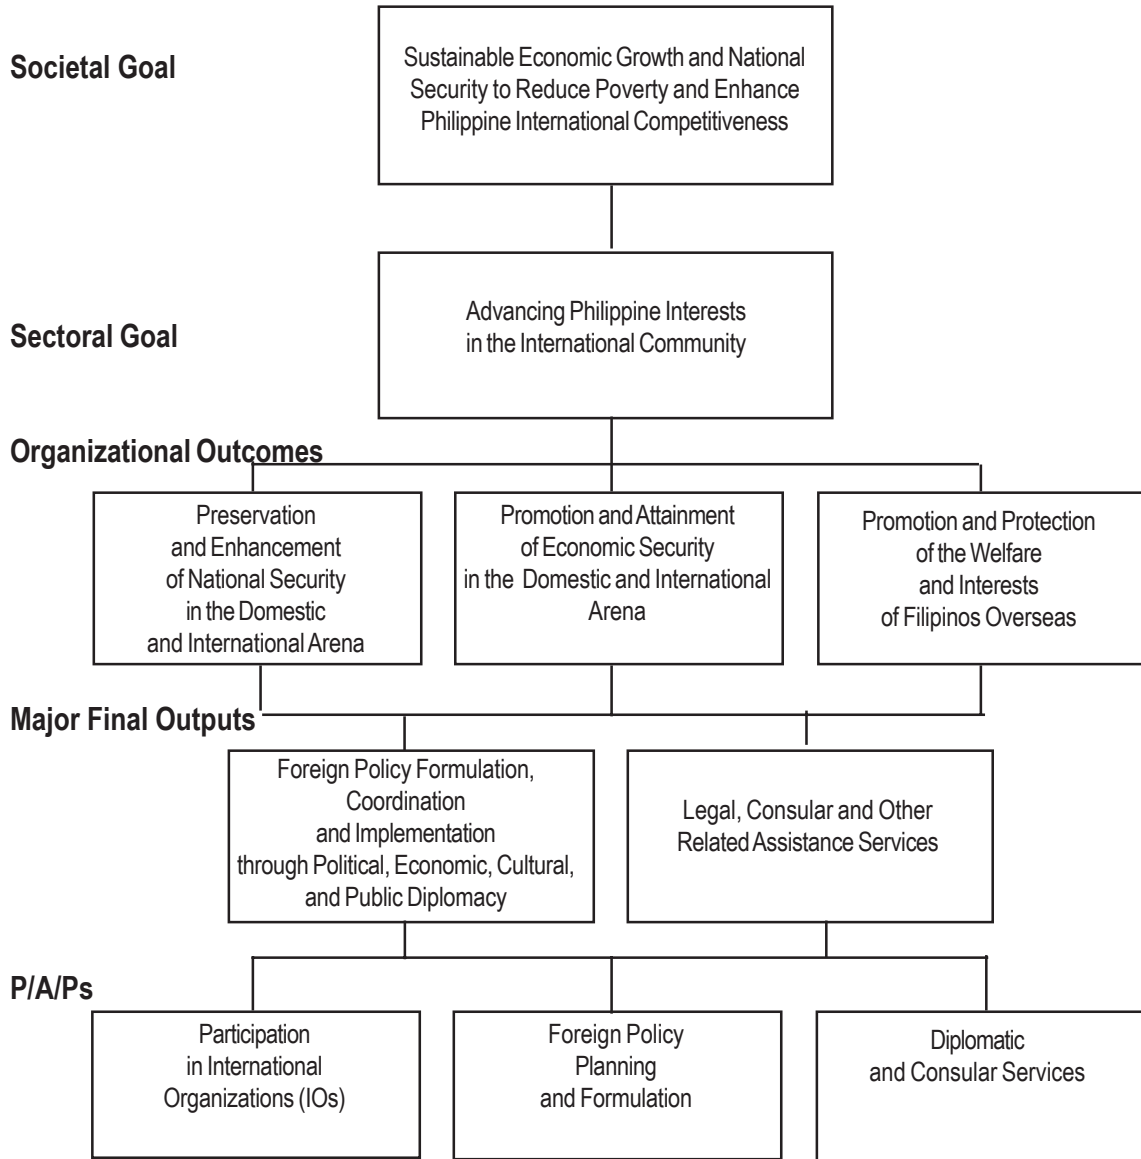 Societal Goal
Sustainable Economic Growth and National
Security to Reduce Poverty and Enhance
Philippine International Competitiveness
Sectoral Goal
Advancing Philippine Interests
in the International Community
Organizational Outcomes
Preservation
and Enhancement
of National Security
in the Domestic
and International Arena
Promotion and Attainment
of Economic Security
in the Domestic and International
Arena
Promotion and Protection
of the Welfare
and Interests
of Filipinos Overseas
Major Final Outputs
Foreign Policy Formulation,
Coordination
and Implementation
through Political, Economic, Cultural,
and Public Diplomacy
Legal, Consular and Other
Related Assistance Services
P/A/Ps
Participation
in International
Organizations (IOs)
Foreign Policy
Planning
and Formulation
Diplomatic
and Consular Services